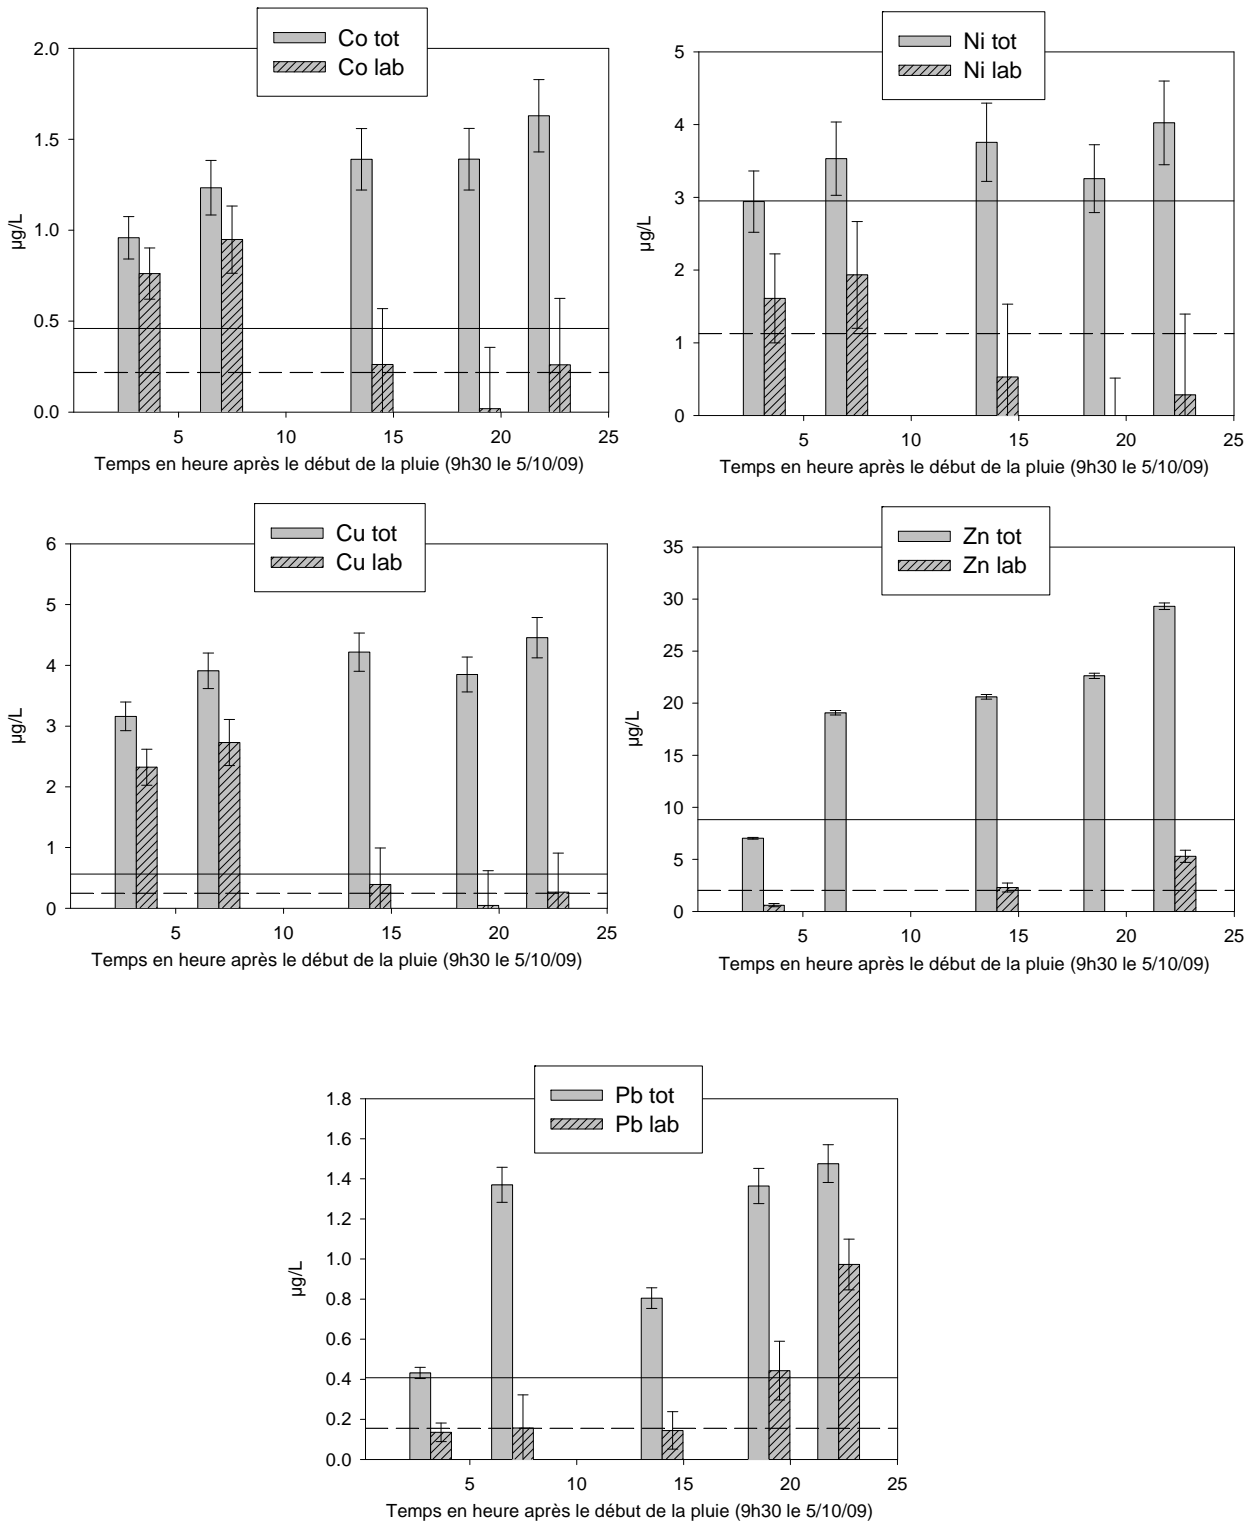 Co tot
Co lab
2.0
1.5
1.0
0.5
0.0
µg/L
5 10 15 20 25
Temps en heure après le début de la pluie (9h30 le 5/10/09)
Ni tot
Ni lab
5
4
3
2
1
0
µg/L
5 10 15 20 25
Temps en heure après le début de la pluie (9h30 le 5/10/09)
Cu tot
Cu lab
6
5
4
3
2
1
0
µg/L
5 10 15 20 25
Temps en heure après le début de la pluie (9h30 le 5/10/09)
Zn tot
Zn lab
35
30
25
20
15
10
5
0
µg/L
5 10 15 20 25
Temps en heure après le début de la pluie (9h30 le 5/10/09)
Pb tot
Pb lab
1.8
1.6
1.4
1.2
1.0
0.8
0.6
0.4
0.2
0.0
µg/L
5 10 15 20 25
Temps en heure après le début de la pluie (9h30 le 5/10/09)